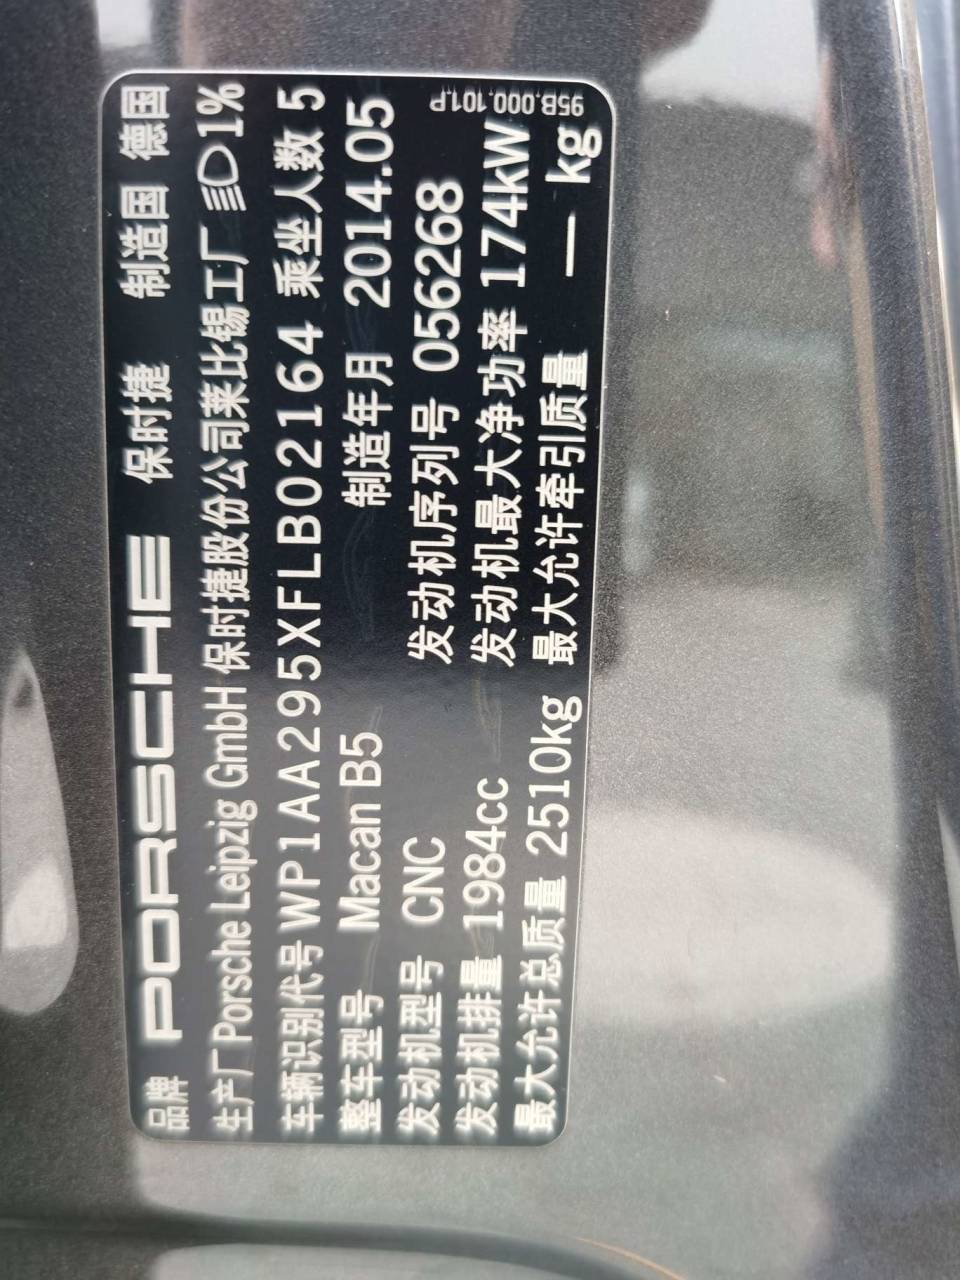 品牌 PORSCHE 保时捷 制造国 德国
生产厂 Porsche Leipzig GmbH 保时捷股份公司莱比锡工厂 1%
车辆识别代号 WP1AA295XFLB02164 乘坐人数 5
整车型号 Macan B5 制造年月 2014.05
发动机型号 CNC 发动机序列号 056268
发动机排量 1984cc 发动机最大净功率 174kW
最大允许总质量 2510kg 最大允许牵引质量 — kg
95B.000.101.P